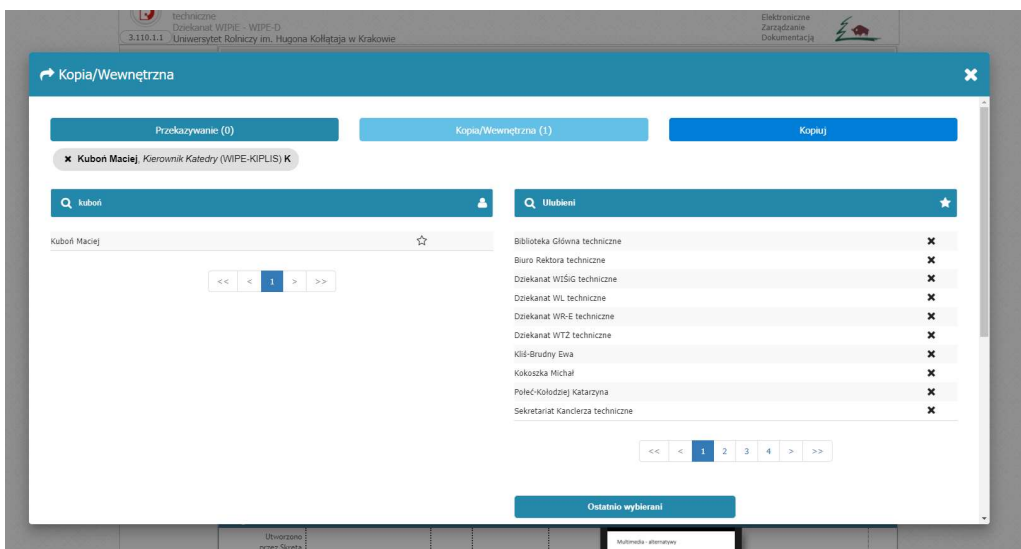 techniczne
Dziekanat WIPiE - WIPE-D
3.110.1.1 Uniwersytet Rolniczy im. Hugona Kołłątaja w Krakowie
Elektroniczne
Zarządzanie
Dokumentacją
Kopia/Wewnętrzna
Przekazywanie (0)
Kopia/Wewnętrzna (1)
Kopiuj
Kuboń Maciej, Kierownik Katedry (WIPE-KIPLIS) K
kuboń
Kuboń Maciej
<< < 1 > >>
Ulubieni
Biblioteka Główna techniczne
Biuro Rektora techniczne
Dziekanat WIŚiG techniczne
Dziekanat WL techniczne
Dziekanat WR-E techniczne
Dziekanat WTŻ techniczne
Kliś-Brudny Ewa
Kokoszka Michał
Połeć-Kołodziej Katarzyna
Sekretariat Kanclerza techniczne
<< < 1 2 3 4 > >>
Ostatnio wybierani
Utworzono
przez Skręta
Multimedia - alternatywy